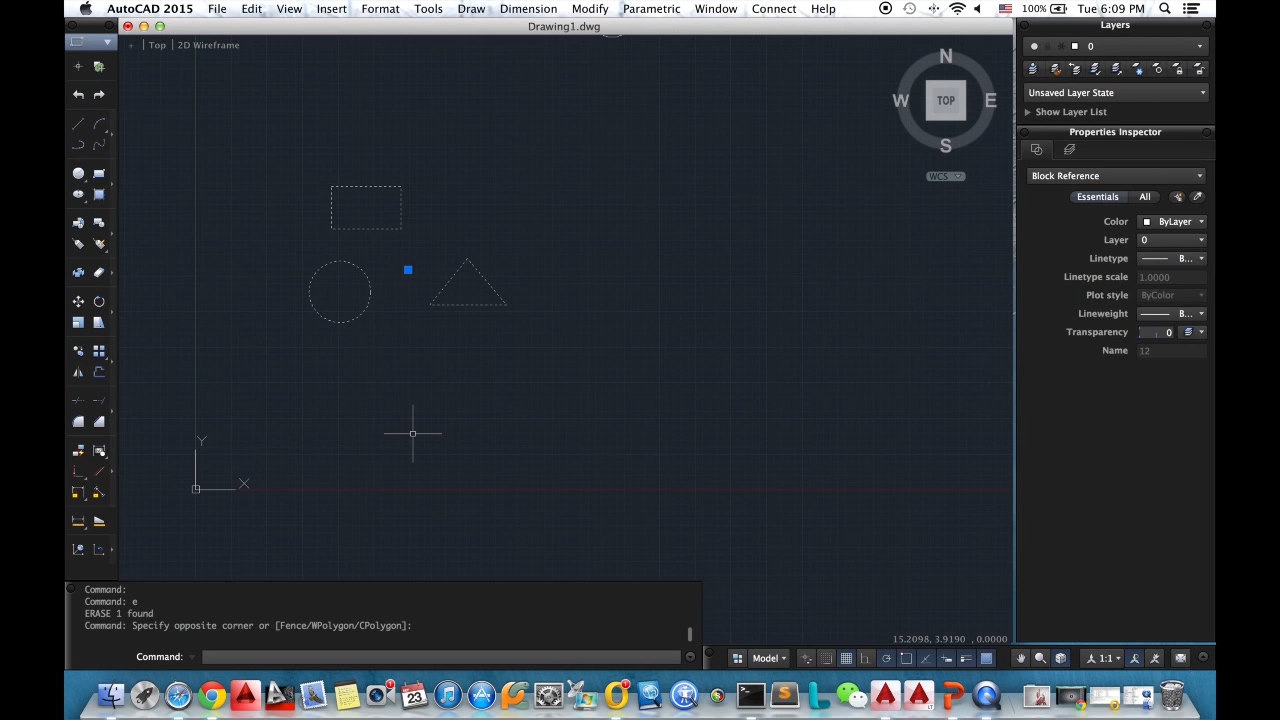 AutoCAD 2015 File Edit View Insert Format Tools Draw Dimension Modify Parametric Window Connect Help 100% Tue 6:09 PM
Drawing1.dwg
+ | Top | 2D Wireframe
N
W TOP E
S
WCS
Y
X
Layers
0
Unsaved Layer State
Show Layer List
Properties Inspector
Block Reference
Essentials All
Color ByLayer
Layer 0
Linetype B...
Linetype scale 1.0000
Plot style ByColor
Lineweight B...
Transparency 0
Name 12
Command:
Command: e
ERASE 1 found
Command: Specify opposite corner or [Fence/WPolygon/CPolygon]:
15.2098, 3.9190 , 0.0000
Command:
Model
1:1
23
LT